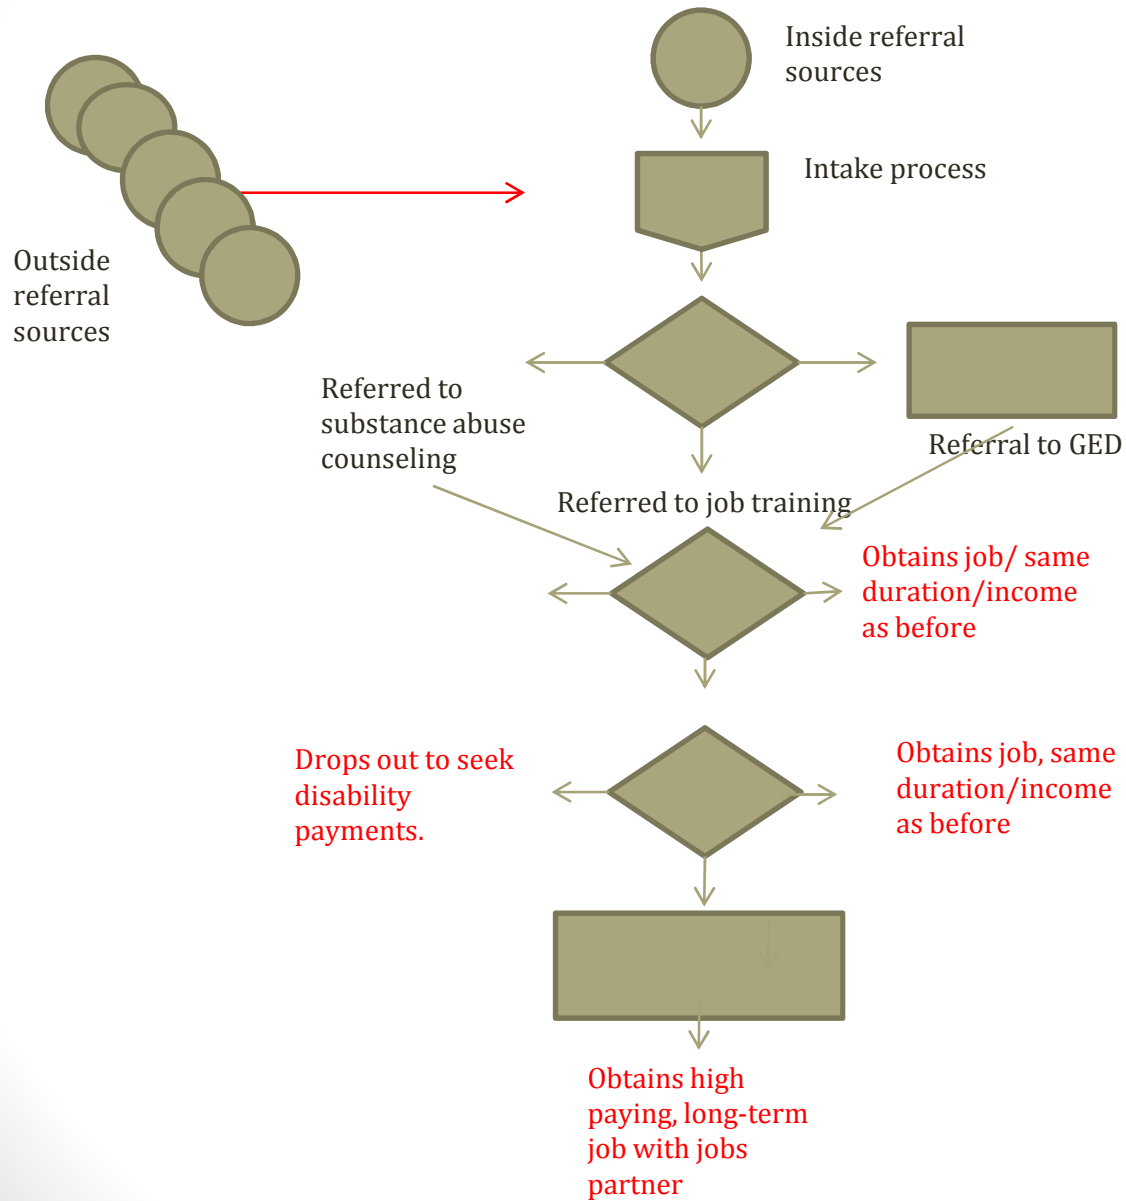 Inside referral
sources
Intake process
Outside
referral
sources
Referred to
substance abuse
counseling
Referral to GED
Referred to job training
Obtains job/ same
duration/income
as before
Drops out to seek
disability
payments.
Obtains job, same
duration/income
as before
Obtains high
paying, long-term
job with jobs
partner